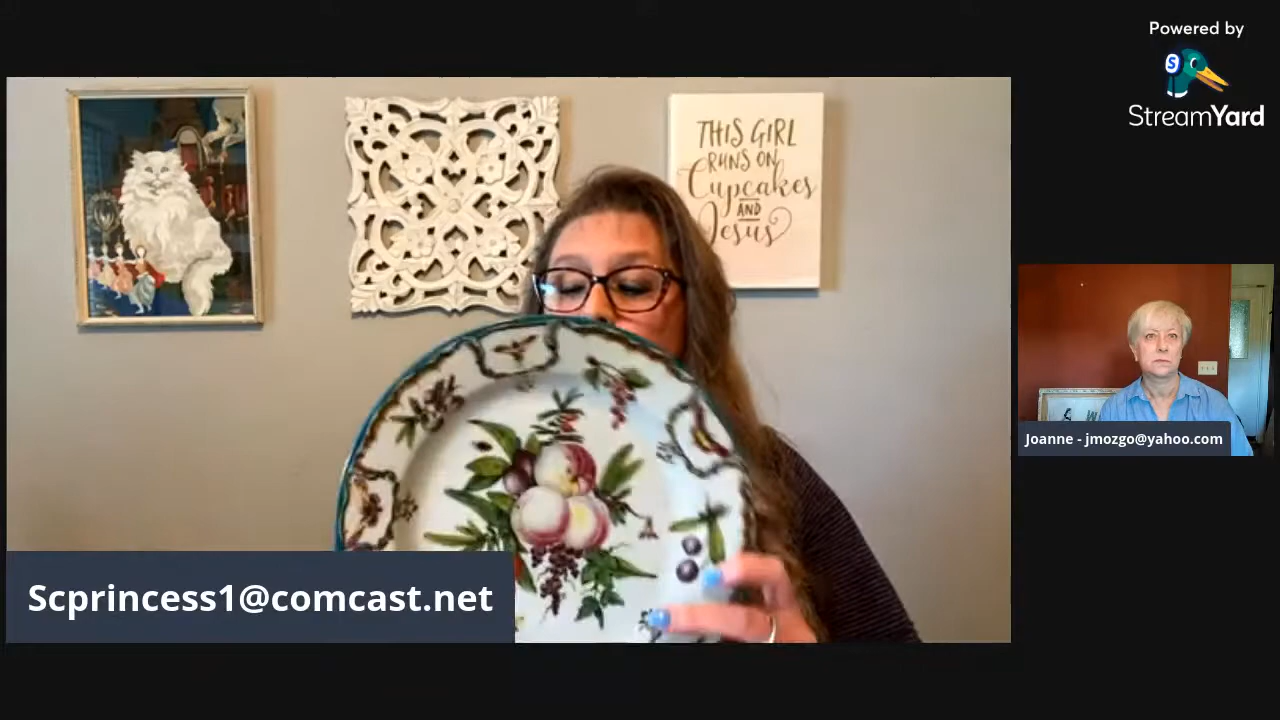 Powered by
S
StreamYard
THIS GIRL
RUNS ON
Cupcakes
AND
Jesus
Joanne - jmozgo@yahoo.com
Scprincess1@comcast.net